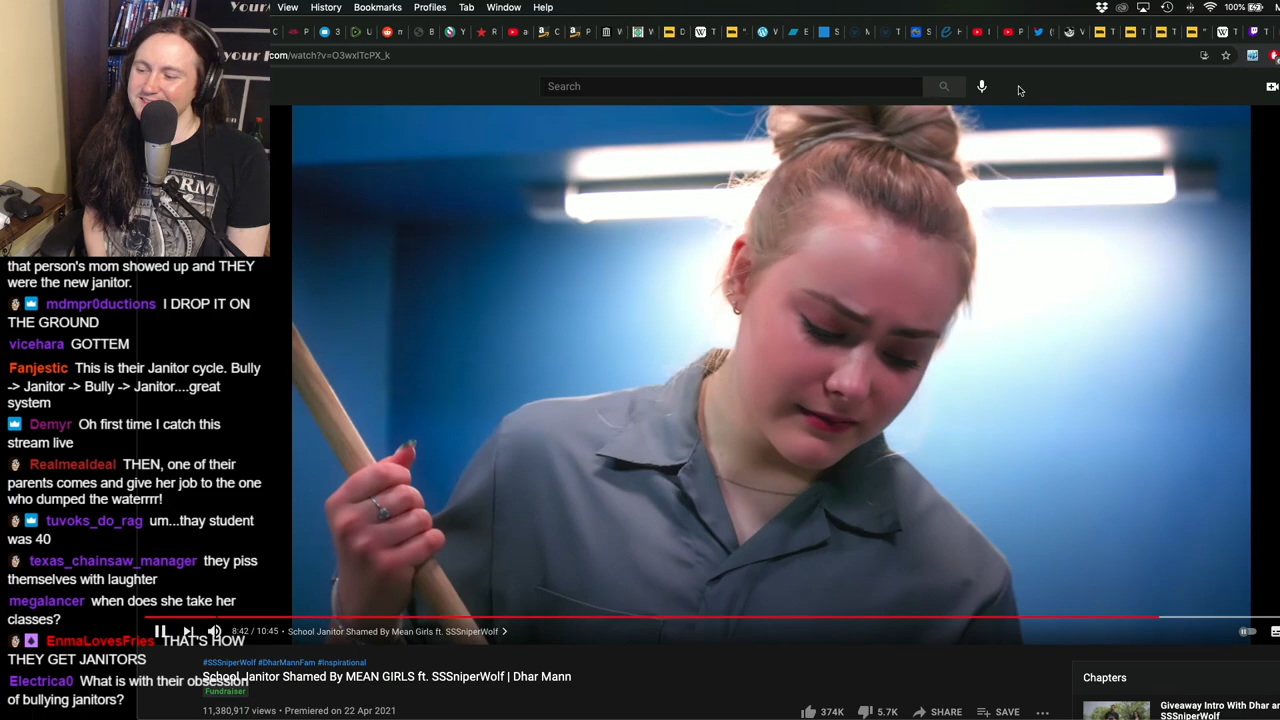 View History Bookmarks Profiles Tab Window Help 100%
com/watch?v=O3wxlTcPX_k
Search
that person's mom showed up and THEY
were the new janitor.
mdmpr0ductions I DROP IT ON
THE GROUND
vicehara GOTTEM
Fanjestic This is their Janitor cycle. Bully
-> Janitor -> Bully -> Janitor....great
system
Demyr Oh first time I catch this
stream live
Realmealdeal THEN, one of their
parents comes and give her job to the one
who dumped the waterrrr!
tuvoks_do_rag um...thay student
was 40
texas_chainsaw_manager they piss
themselves with laughter
megalancer when does she take her
classes?
EnmaLovesFries THAT'S HOW
THEY GET JANITORS
Electrica0 What is with their obsession
of bullying janitors?
8:42 / 10:45 • School Janitor Shamed By Mean Girls ft. SSSniperWolf
#SSSniperWolf #DharMannFam #Inspirational
School Janitor Shamed By MEAN GIRLS ft. SSSniperWolf | Dhar Mann
Fundraiser
11,380,917 views • Premiered on 22 Apr 2021
374K 5.7K SHARE SAVE
Chapters
Giveaway Intro With Dhar
SSSniperWolf